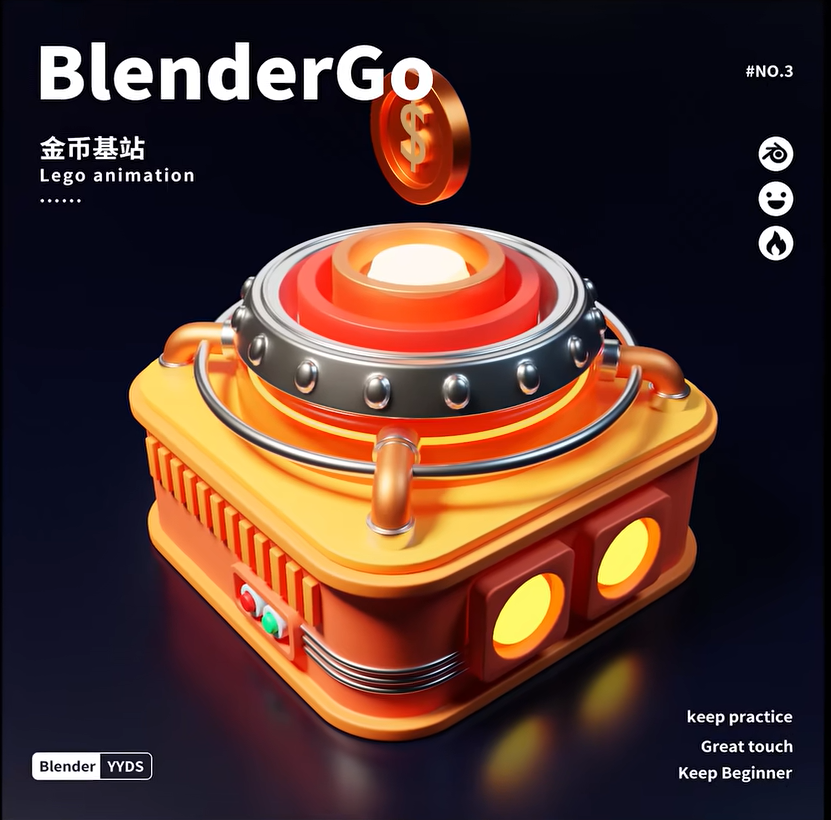 BlenderGo
#NO.3
$
金币基站
Lego animation
......
keep practice
Great touch
Keep Beginner
Blender YYDS